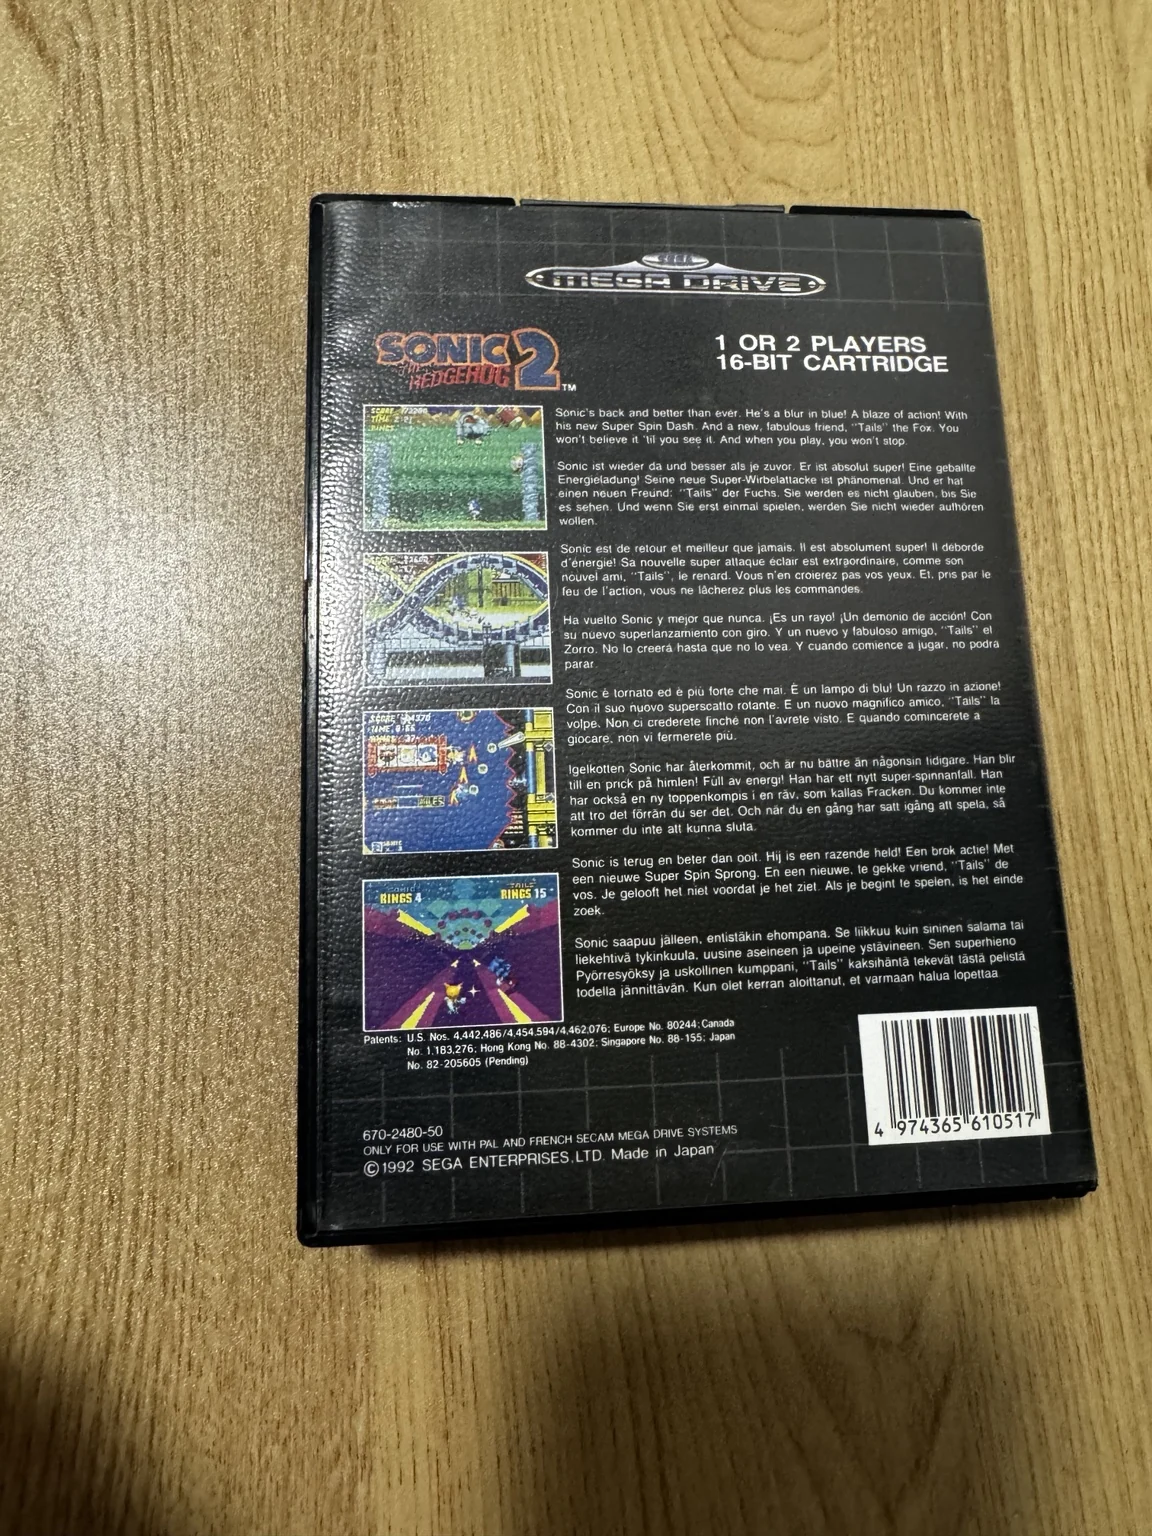 SEGA
MEGA DRIVE
SONIC 2
THE
HEDGEHOG
TM
1 OR 2 PLAYERS
16-BIT CARTRIDGE
Sonic's back and better than ever. He's a blur in blue! A blaze of action! With
his new Super Spin Dash. And a new, fabulous friend, "Tails" the Fox. You
won't believe it 'til you see it. And when you play, you won't stop.
Sonic ist wieder da und besser als je zuvor. Er ist absolut super! Eine geballte
Energieladung! Seine neue Super-Wirbelattacke ist phänomenal. Und er hat
einen neuen Freund: "Tails" der Fuchs. Sie werden es nicht glauben, bis Sie
es sehen. Und wenn Sie erst einmal spielen, werden Sie nicht wieder aufhören
wollen.
Sonic est de retour et meilleur que jamais. Il est absolument super! Il déborde
d'énergie! Sa nouvelle super attaque éclair est extraordinaire, comme son
nouvel ami, "Tails", le renard. Vous n'en croierez pas vos yeux. Et, pris par le
feu de l'action, vous ne lâcherez plus les commandes.
Ha vuelto Sonic y mejor que nunca. ¡Es un rayo! ¡Un demonio de acción! Con
su nuevo superlanzamiento con giro. Y un nuevo y fabuloso amigo, "Tails" el
Zorro. No lo creerá hasta que no lo vea. Y cuando comience a jugar, no podrá
parar.
Sonic è tornato ed è più forte che mai. È un lampo di blu! Un razzo in azione!
Con il suo nuovo superscatto rotante. E un nuovo magnifico amico, "Tails" la
volpe. Non ci crederete finché non l'avrete visto. E quando comincerete a
giocare, non vi fermerete più.
Igelkotten Sonic har återkommit, och är nu bättre än någonsin tidigare. Han blir
till en prick på himlen! Full av energi! Han har ett nytt super-spinnanfall. Han
har också en ny toppenkompis i en räv, som kallas Fracken. Du kommer inte
att tro det förrän du ser det. Och när du en gång har satt igång att spela, så
kommer du inte att kunna sluta.
Sonic is terug en beter dan ooit. Hij is een razende held! Een brok actie! Met
een nieuwe Super Spin Sprong. En een nieuwe, te gekke vriend, "Tails" de
vos. Je gelooft het niet voordat je het ziet. Als je begint te spelen, is het einde
zoek.
Sonic saapuu jälleen, entistäkin ehompana. Se liikkuu kuin sininen salama tai
liekehtivä tykinkuula, uusine aseineen ja upeine ystävineen. Sen superhieno
Pyörresyöksy ja uskollinen kumppani, "Tails" kaksihäntä tekevät tästä pelistä
todella jännittävän. Kun olet kerran aloittanut, et varmaan halua lopettaa.
SONIC TAILS
RINGS 4 RINGS 15
Patents: U.S. Nos. 4,442,486/4,454,594/4,462,076; Europe No. 80244; Canada
No. 1,183,276; Hong Kong No. 88-4302; Singapore No. 88-155; Japan
No. 82-205605 (Pending)
4 974365 610517
670-2480-50
ONLY FOR USE WITH PAL AND FRENCH SECAM MEGA DRIVE SYSTEMS
©1992 SEGA ENTERPRISES,LTD. Made in Japan